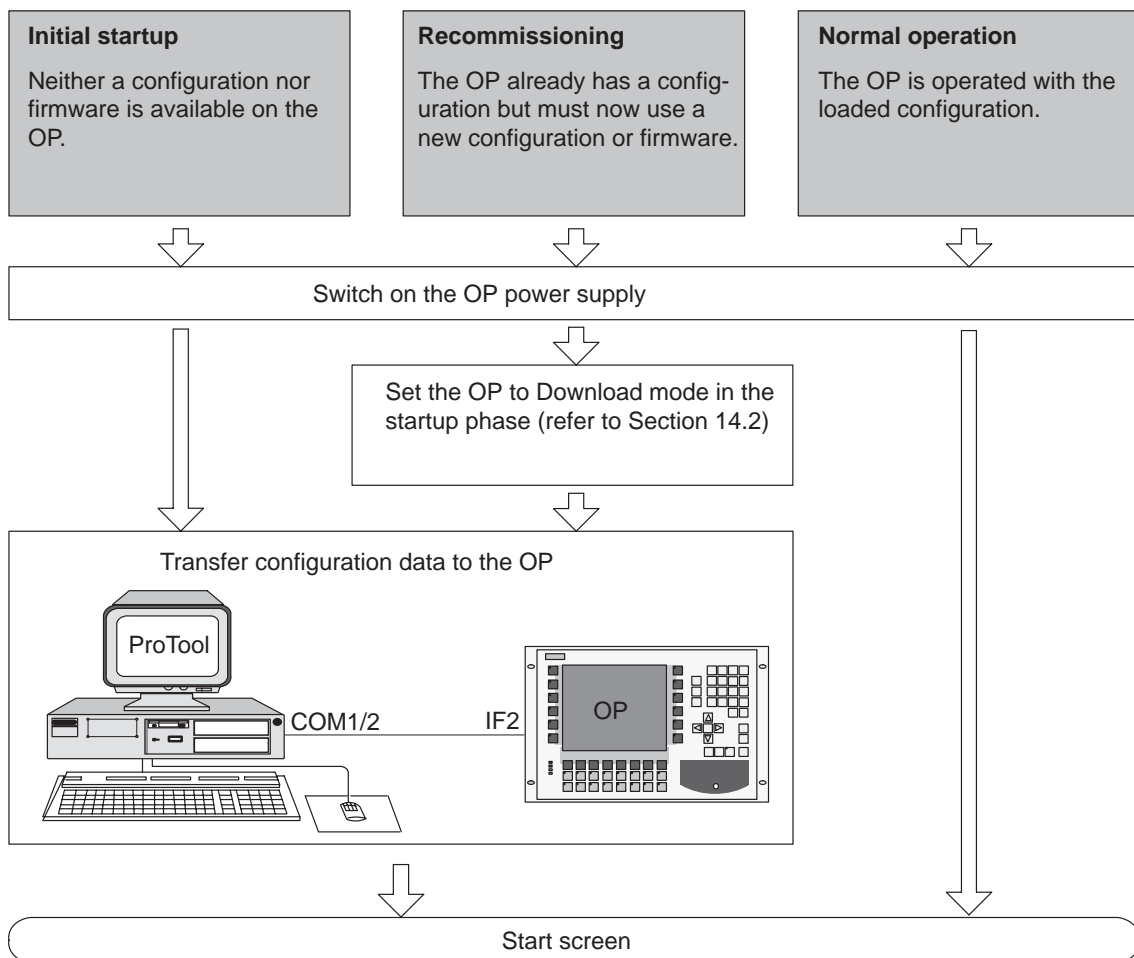 Initial startup
Neither a configuration nor
firmware is available on the
OP.
Recommissioning
The OP already has a config-
uration but must now use a
new configuration or firmware.
Normal operation
The OP is operated with the
loaded configuration.
Switch on the OP power supply
Set the OP to Download mode in the
startup phase (refer to Section 14.2)
Transfer configuration data to the OP
ProTool
COM1/2
IF2
OP
Start screen